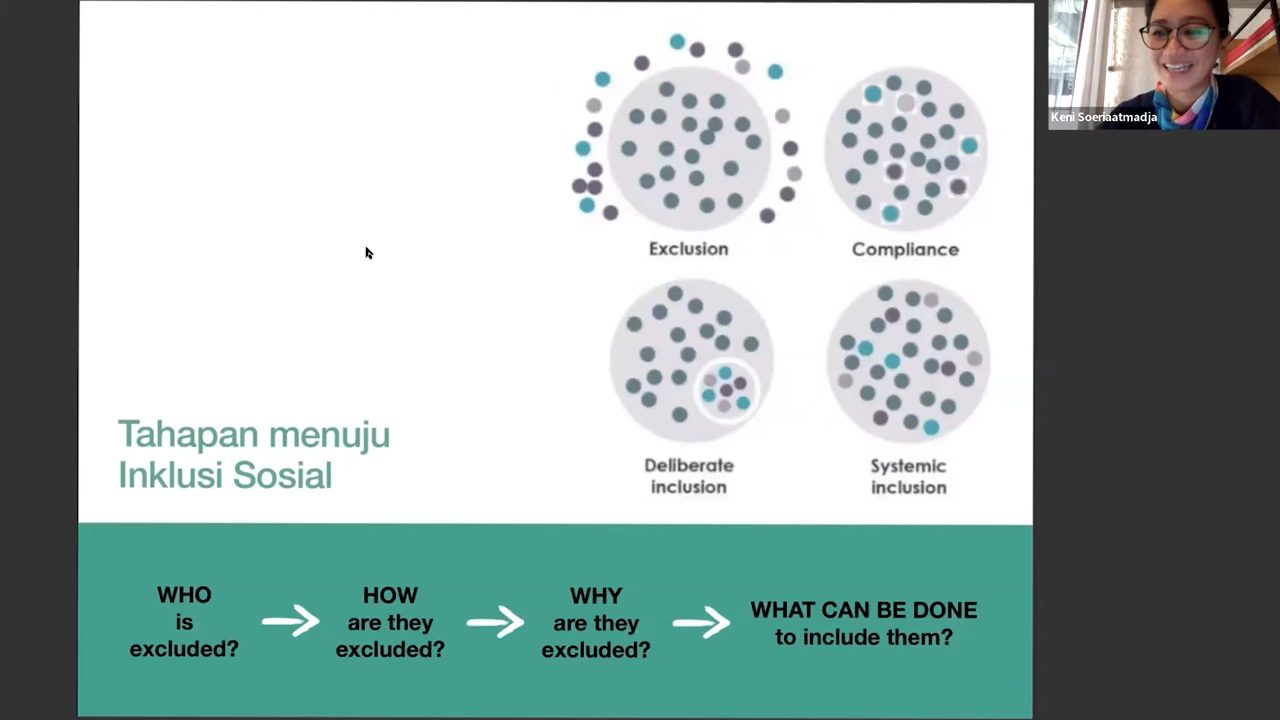 Keni Soeriaatmadja
Exclusion
Compliance
Deliberate
inclusion
Systemic
inclusion
Tahapan menuju
Inklusi Sosial
WHO
is
excluded?
HOW
are they
excluded?
WHY
are they
excluded?
WHAT CAN BE DONE
to include them?